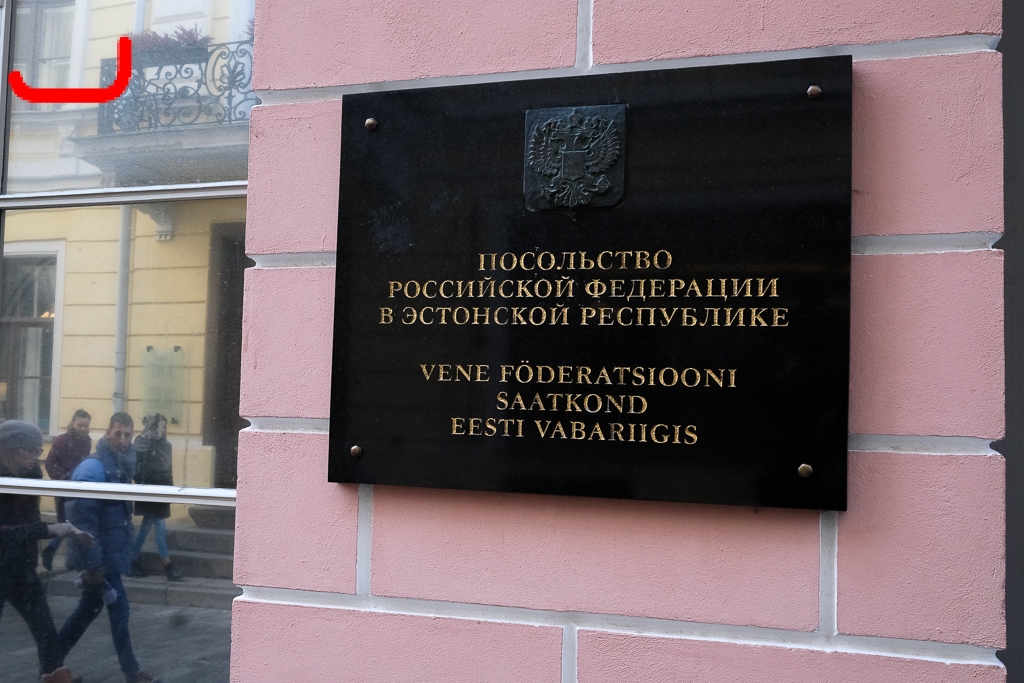 ПОСОЛЬСТВО
РОССИЙСКОЙ ФЕДЕРАЦИИ
В ЭСТОНСКОЙ РЕСПУБЛИКЕ
VENE FÖDERATSIOONI
SAATKOND
EESTI VABARIIGIS